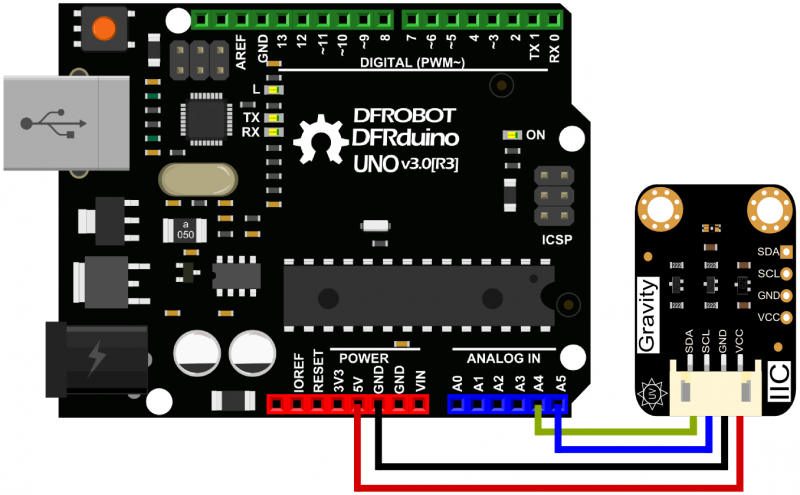 AREF
GND
13
12
~11
~10
~9
8
7
~6
~5
4
~3
2
TX 1
RX 0
DIGITAL (PWM~)
L
TX
RX
DFROBOT
DFRduino
UNO v3.0[R3]
ON
ICSP
a
050
POWER
ANALOG IN
IOREF
RESET
3V3
5V
GND
GND
VIN
A0
A1
A2
A3
A4
A5
SDA
SCL
GND
VCC
Gravity
SDA
SCL
GND
VCC
UV
IIC